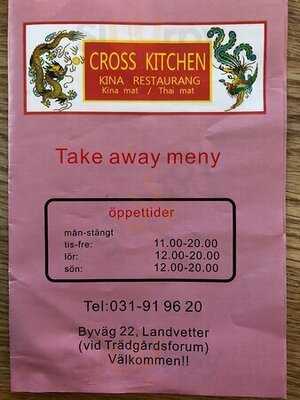 CROSS KITCHEN
KINA RESTAURANG
Kina mat / Thai mat
Take away meny
öppettider
mån-stängt
tis-fre: 11.00-20.00
lör: 12.00-20.00
sön: 12.00-20.00
Tel:031-91 96 20
Byväg 22, Landvetter
(vid Trädgårdsforum)
Välkommen!!